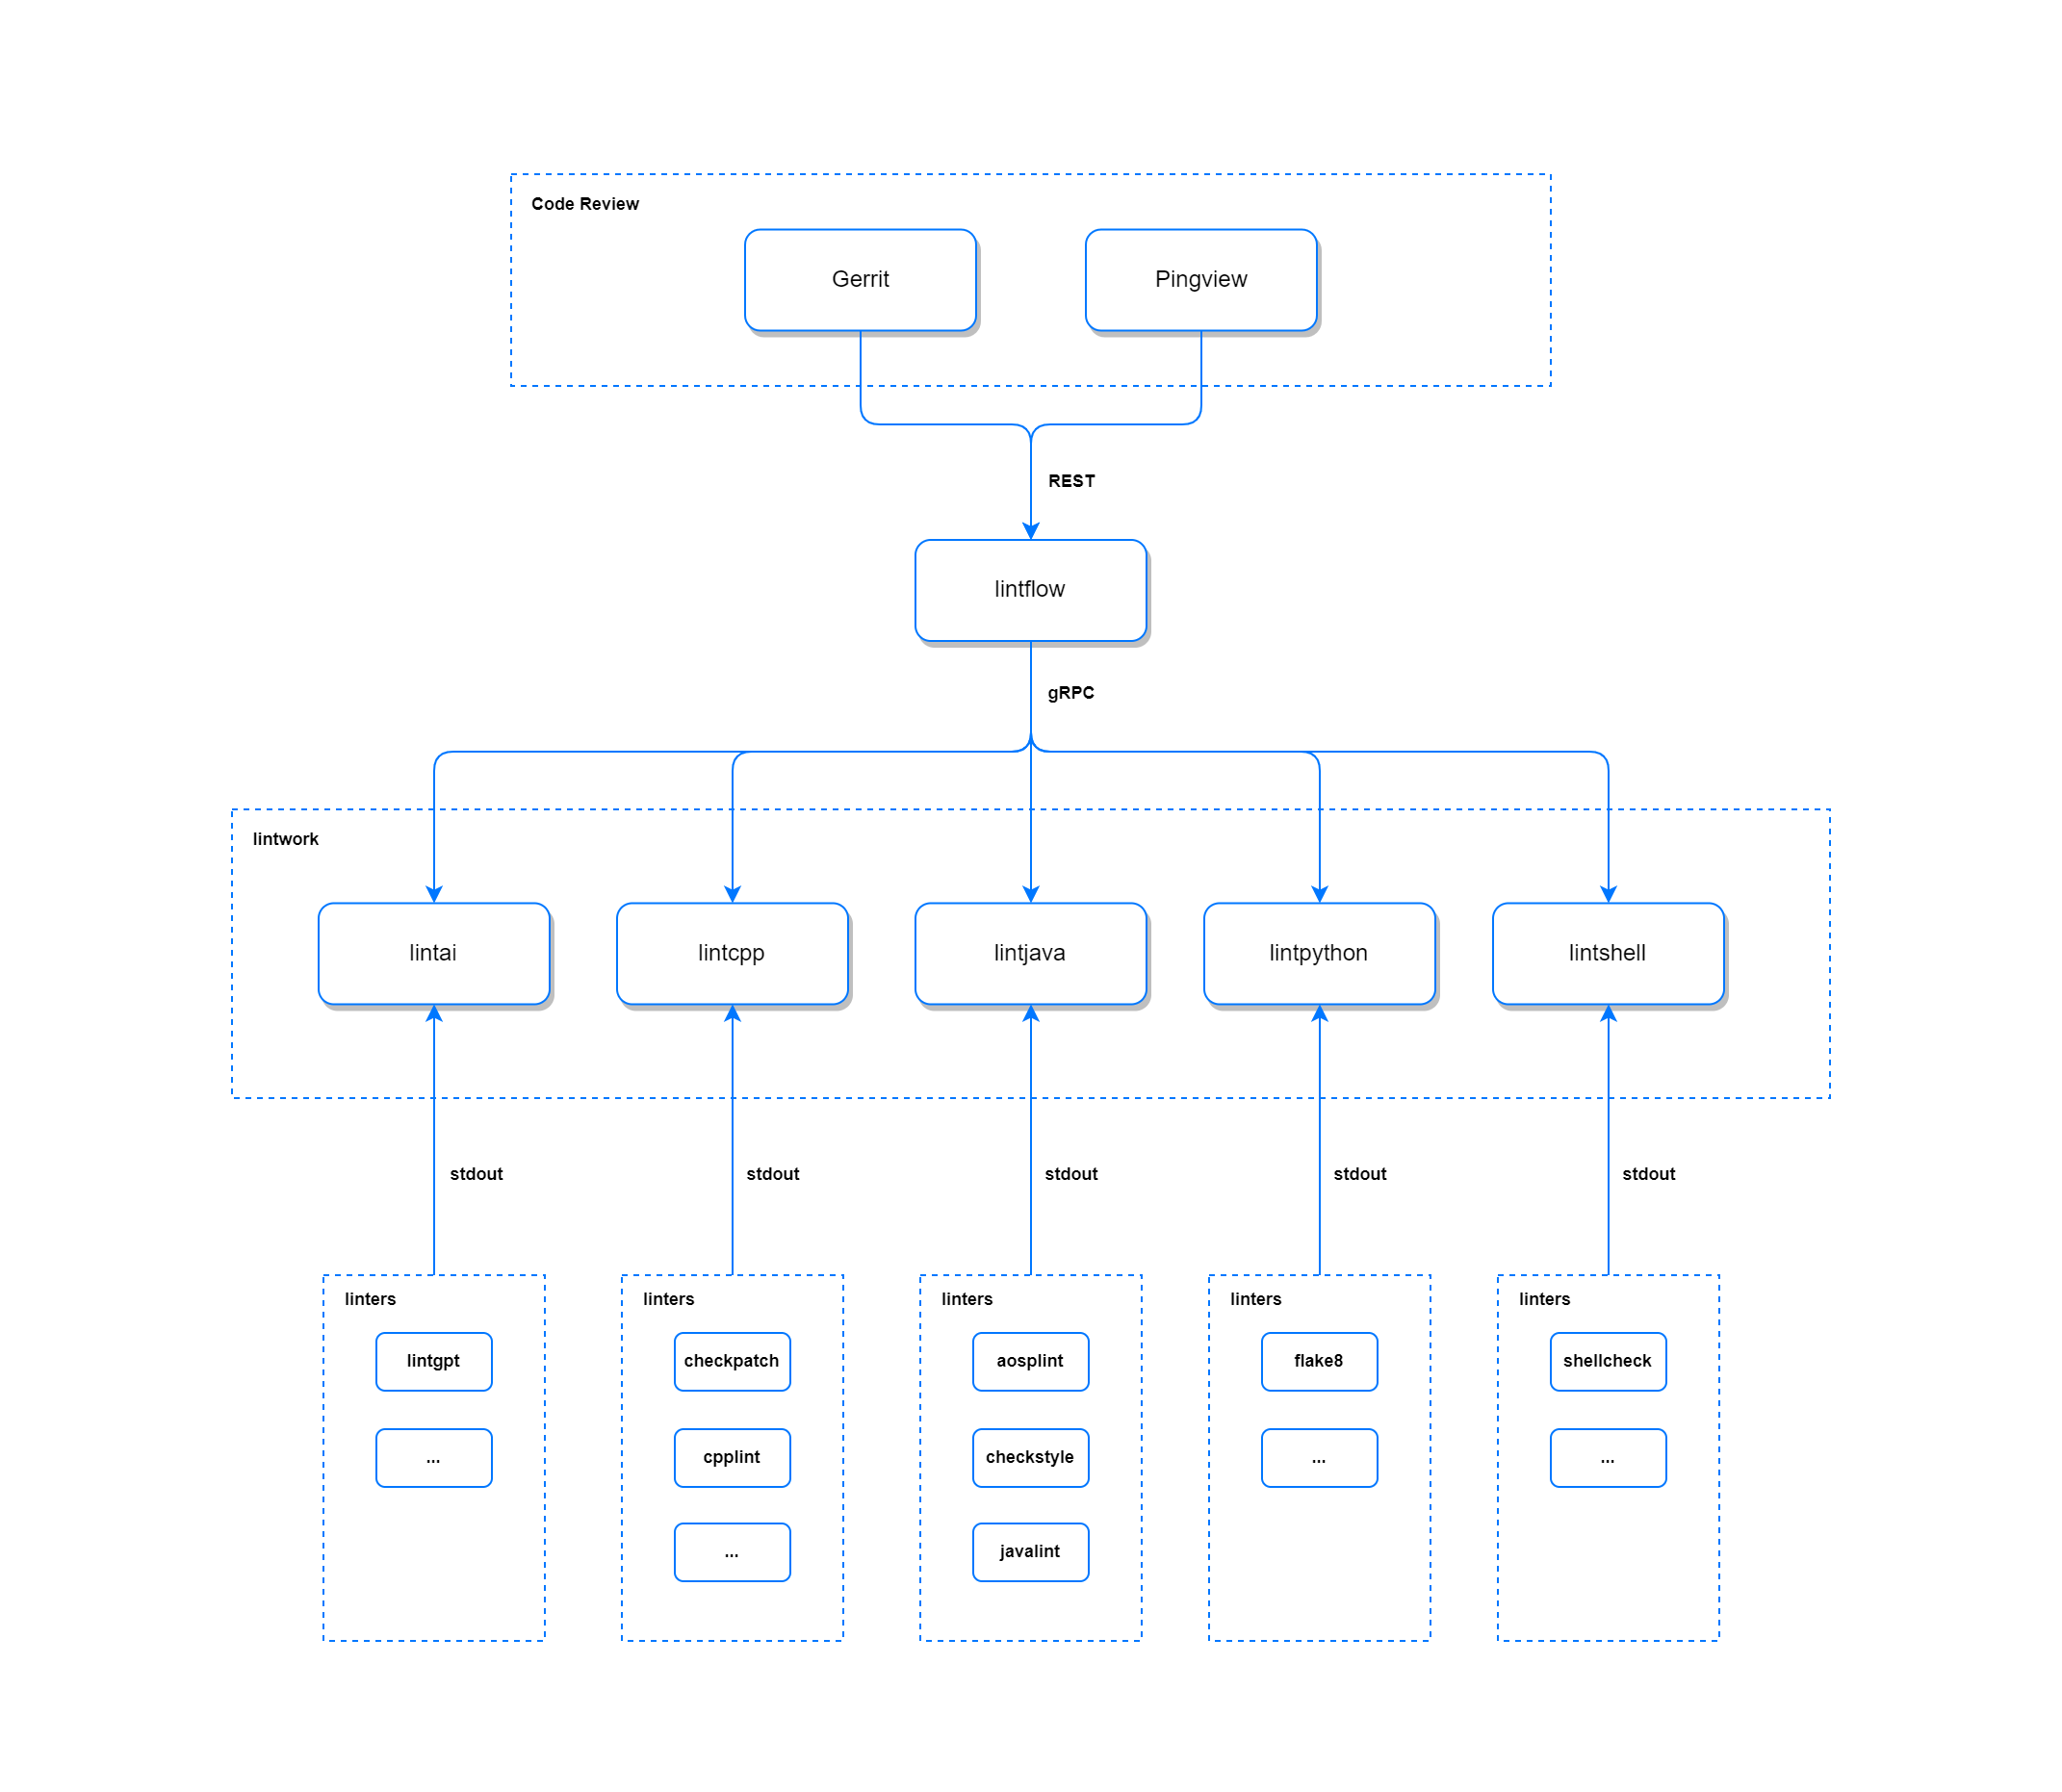 Code Review
Gerrit
Pingview
REST
lintflow
gRPC
lintwork
lintai
lintcpp
lintjava
lintpython
lintshell
stdout
stdout
stdout
stdout
stdout
linters
linters
linters
linters
linters
lintgpt
checkpatch
aosplint
flake8
shellcheck
...
cpplint
checkstyle
...
...
...
javalint